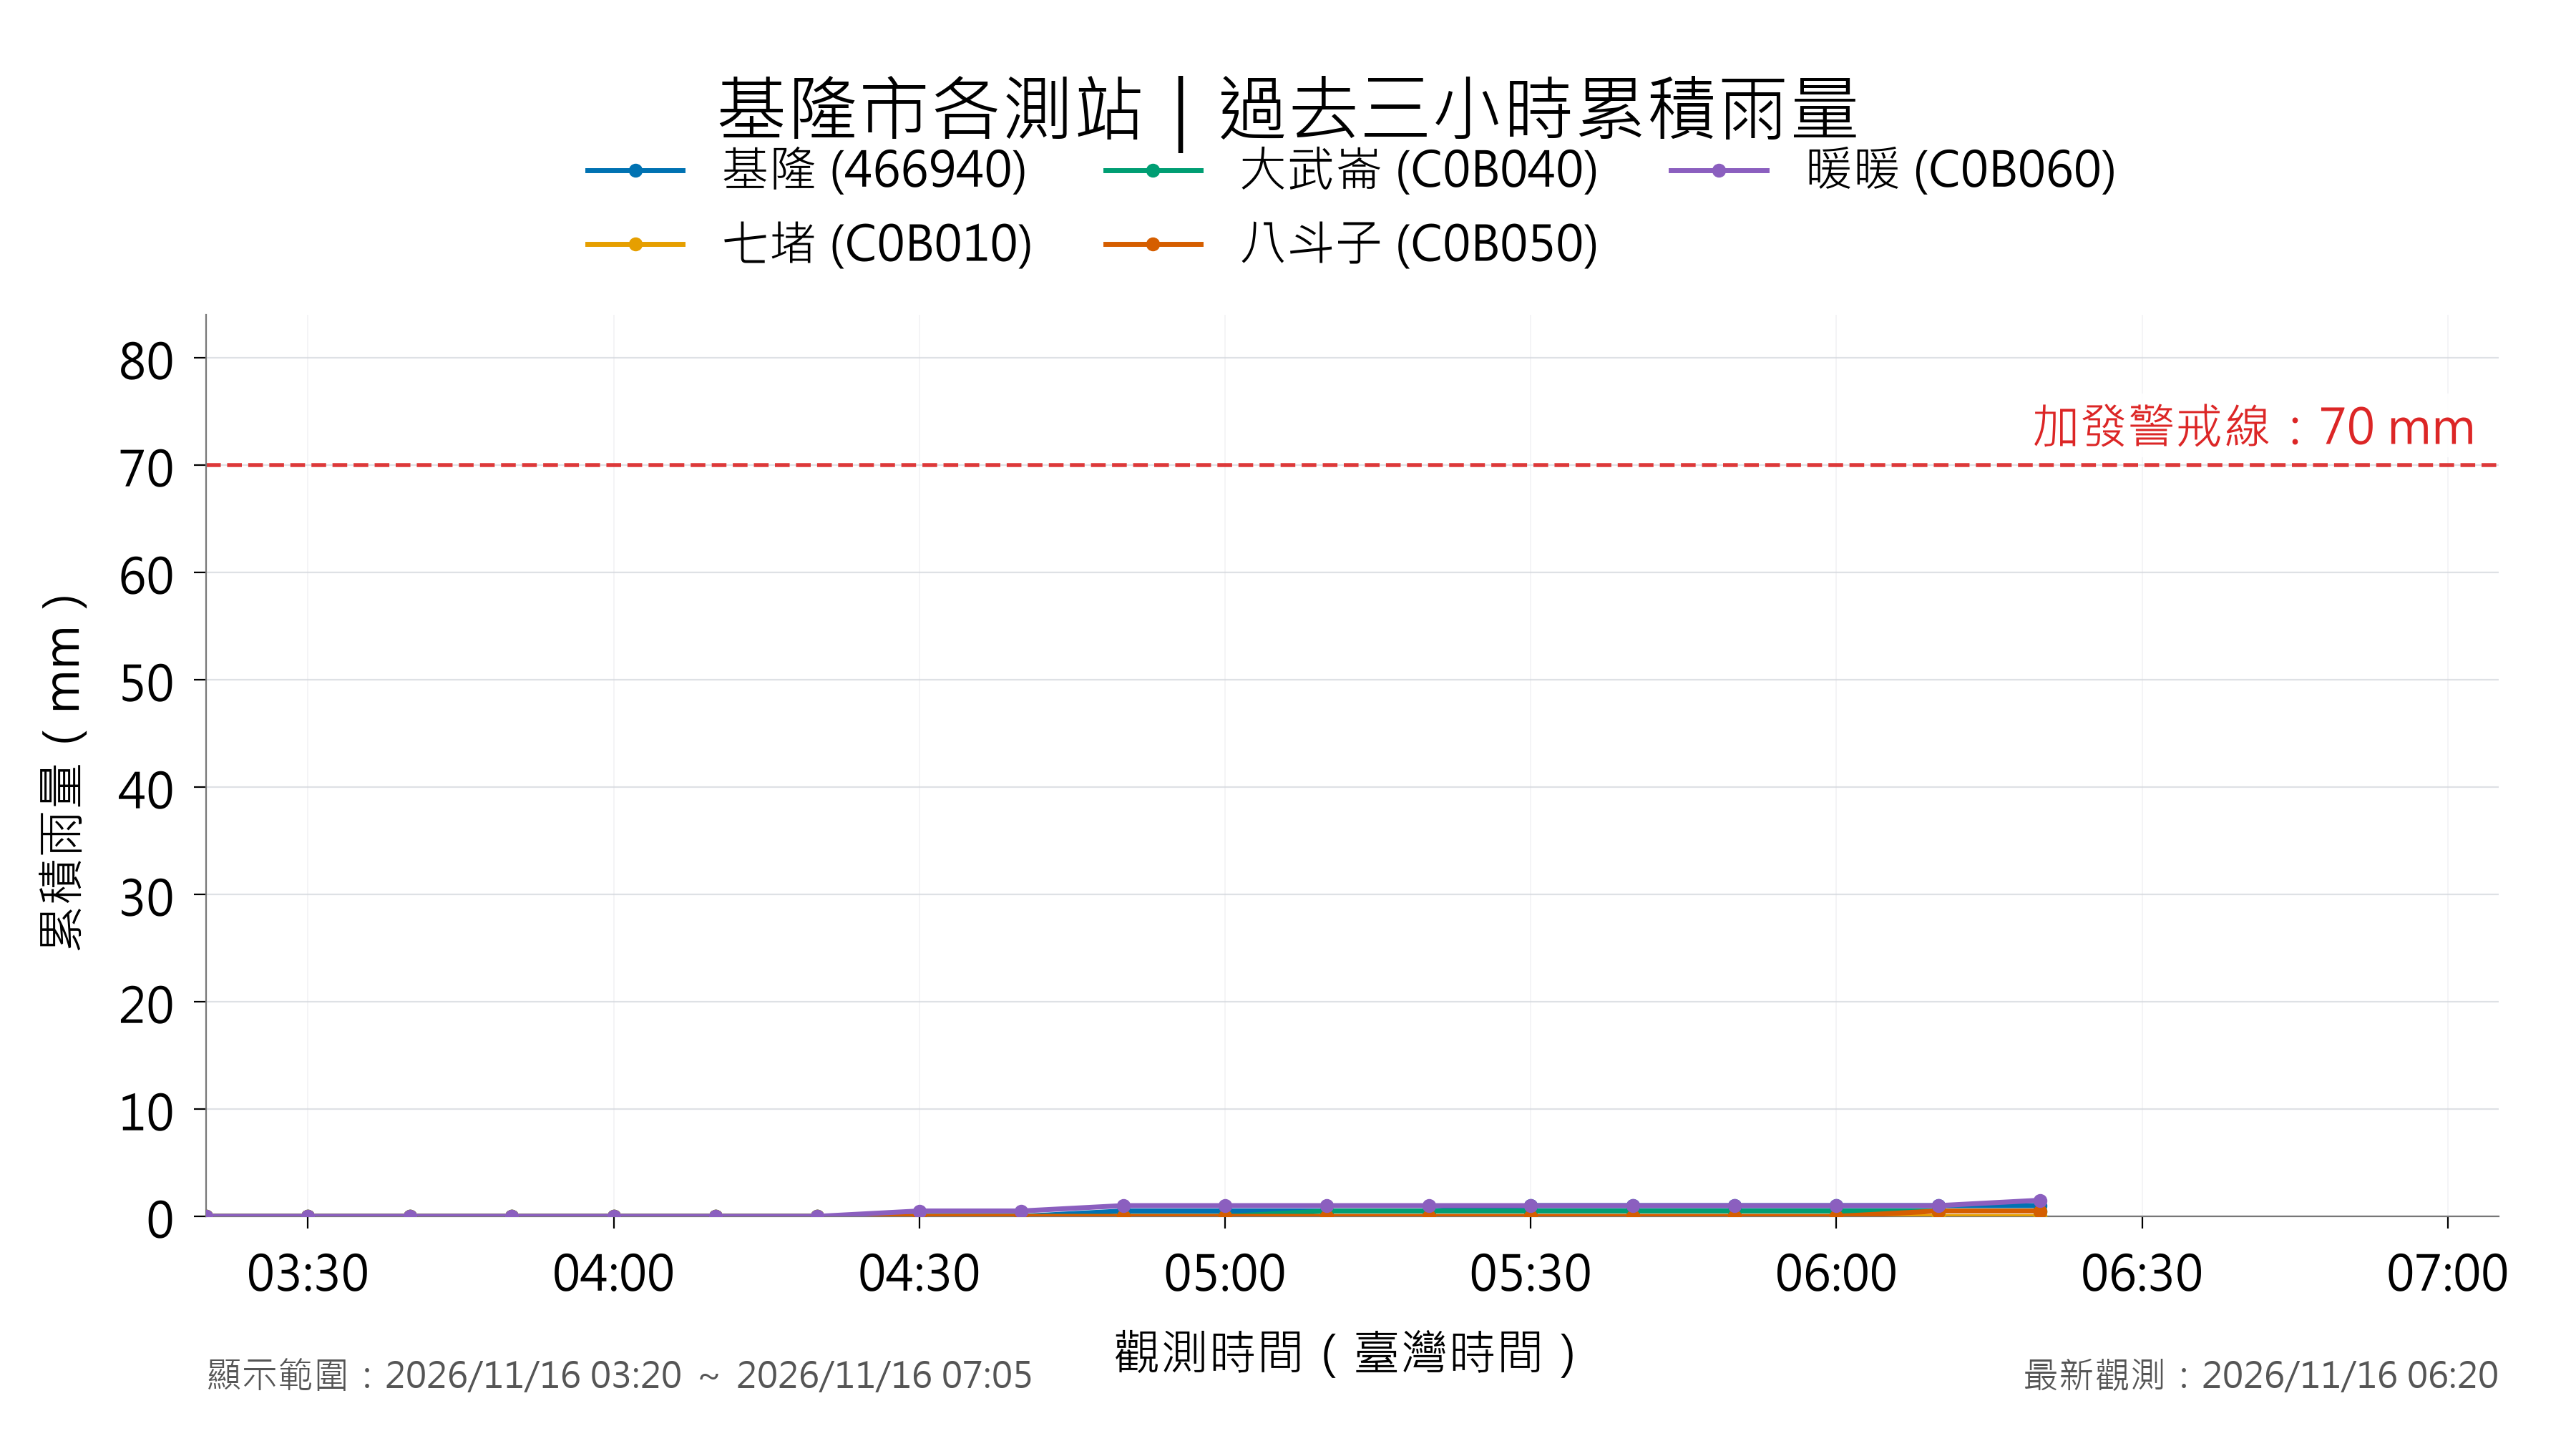 基隆市各測站｜過去三小時累積雨量
基隆 (466940)
大武崙 (C0B040)
暖暖 (C0B060)
七堵 (C0B010)
八斗子 (C0B050)
80
加發警戒線：70 mm
70
60
50
40
30
20
10
0
累積雨量（mm）
03:30
04:00
04:30
05:00
05:30
06:00
06:30
07:00
觀測時間（臺灣時間）
顯示範圍：2026/11/16 03:20 ~ 2026/11/16 07:05
最新觀測：2026/11/16 06:20